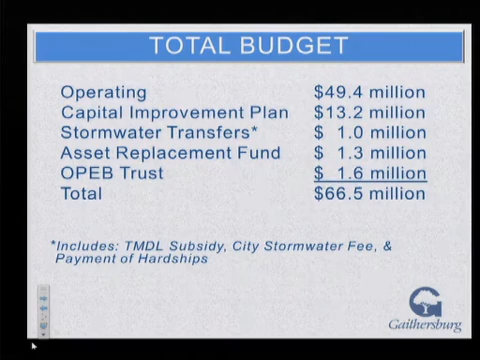 TOTAL BUDGET
Operating $49.4 million
Capital Improvement Plan $13.2 million
Stormwater Transfers* $ 1.0 million
Asset Replacement Fund $ 1.3 million
OPEB Trust $ 1.6 million
Total $66.5 million
*Includes: TMDL Subsidy, City Stormwater Fee, &
Payment of Hardships
Gaithersburg